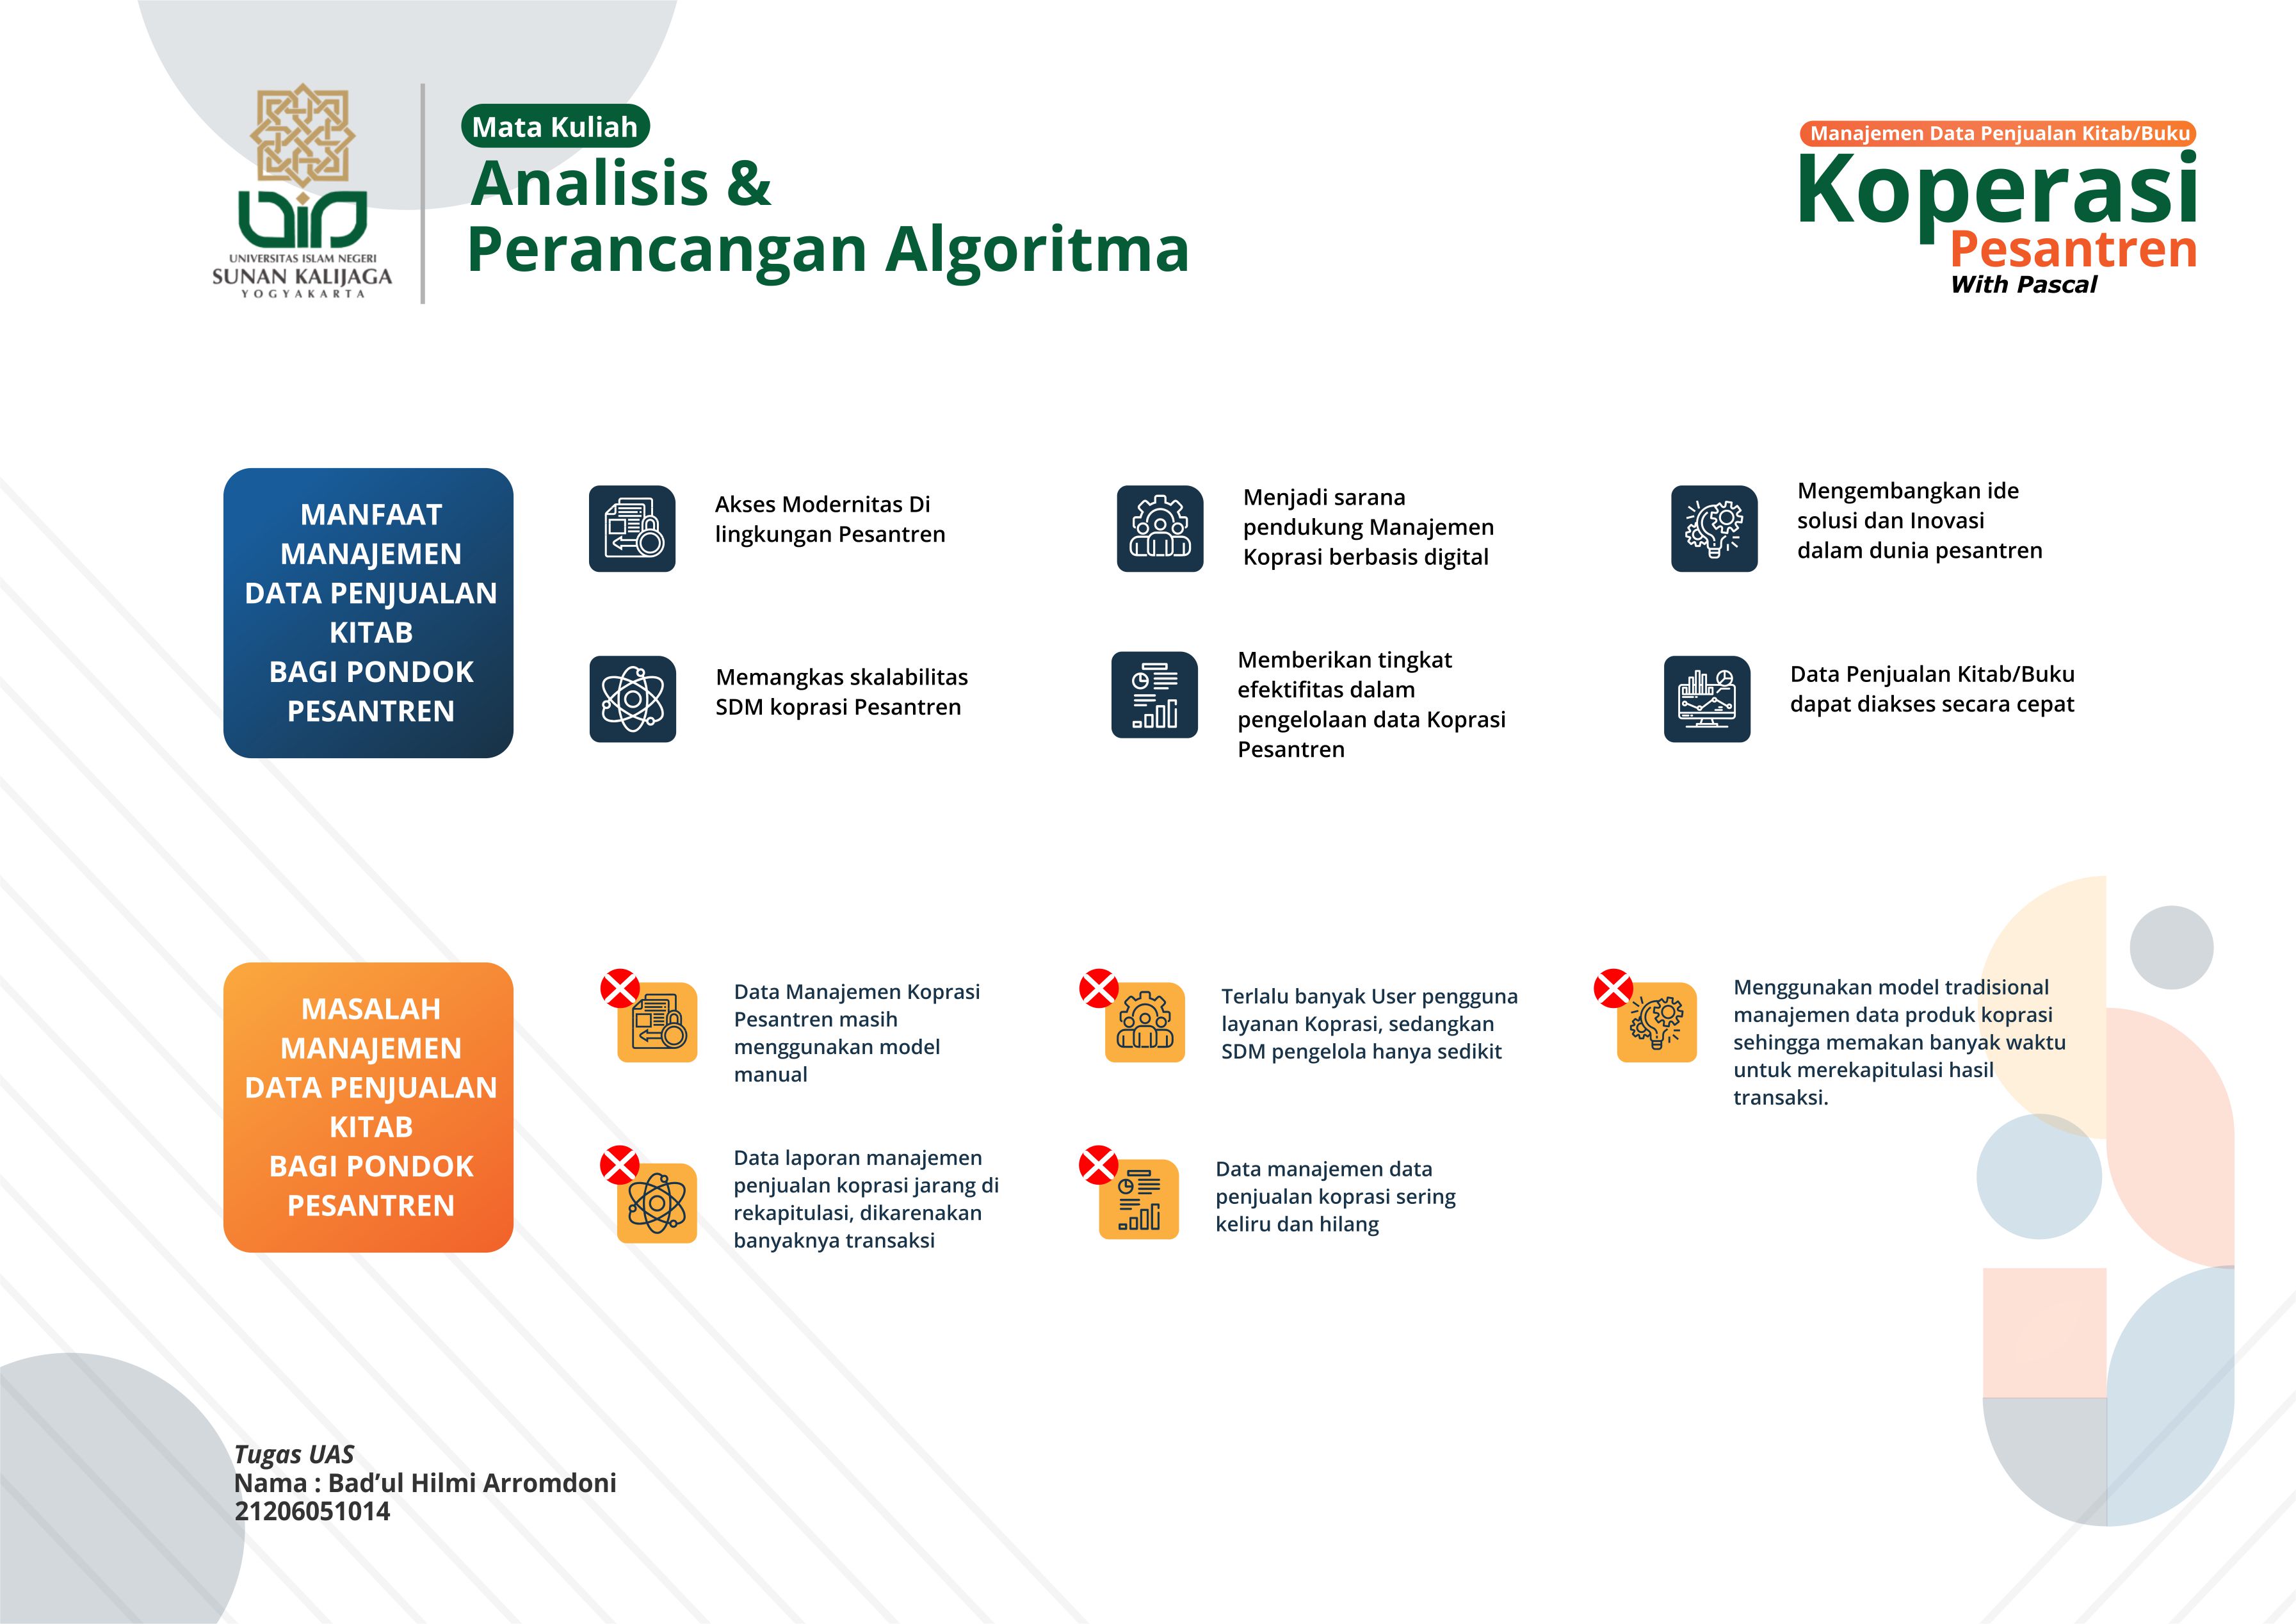 UNIVERSITAS ISLAM NEGERI
SUNAN KALIJAGA
YOGYAKARTA
Mata Kuliah
Analisis &
Perancangan Algoritma
Manajemen Data Penjualan Kitab/Buku
Koperasi
Pesantren
With Pascal
MANFAAT
MANAJEMEN
DATA PENJUALAN
KITAB
BAGI PONDOK
PESANTREN
Akses Modernitas Di
lingkungan Pesantren
Menjadi sarana
pendukung Manajemen
Koprasi berbasis digital
Mengembangkan ide
solusi dan Inovasi
dalam dunia pesantren
Memangkas skalabilitas
SDM koprasi Pesantren
Memberikan tingkat
efektifitas dalam
pengelolaan data Koprasi
Pesantren
Data Penjualan Kitab/Buku
dapat diakses secara cepat
MASALAH
MANAJEMEN
DATA PENJUALAN
KITAB
BAGI PONDOK
PESANTREN
Data Manajemen Koprasi
Pesantren masih
menggunakan model
manual
Terlalu banyak User pengguna
layanan Koprasi, sedangkan
SDM pengelola hanya sedikit
Menggunakan model tradisional
manajemen data produk koprasi
sehingga memakan banyak waktu
untuk merekapitulasi hasil
transaksi.
Data laporan manajemen
penjualan koprasi jarang di
rekapitulasi, dikarenakan
banyaknya transaksi
Data manajemen data
penjualan koprasi sering
keliru dan hilang
Tugas UAS
Nama : Bad’ul Hilmi Arromdoni
21206051014